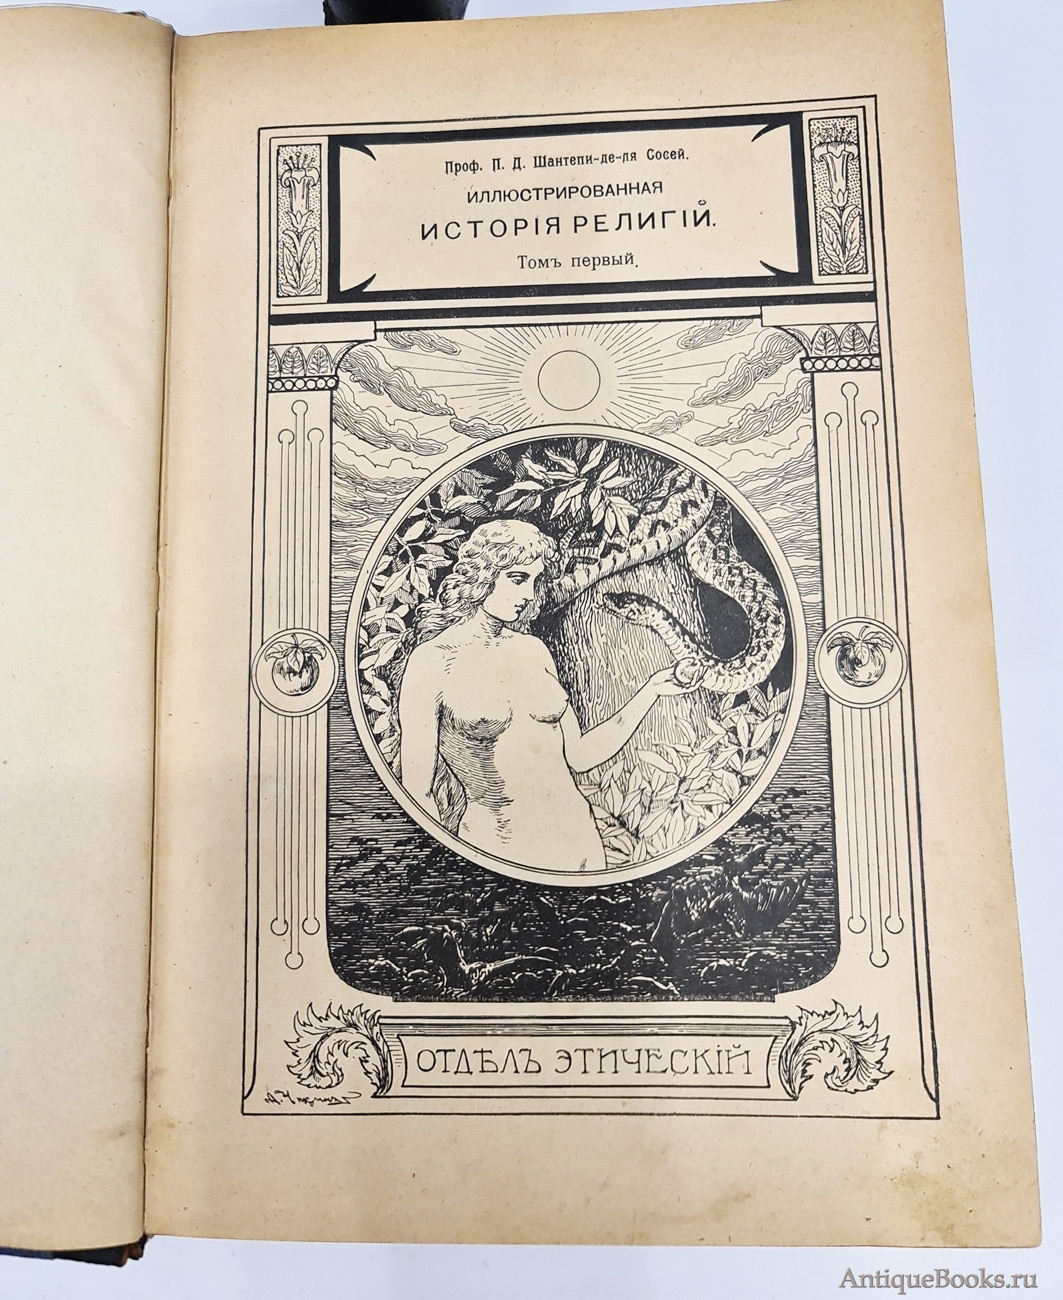 Проф. П. Д. Шантепи-де-ля Сосей.
ИЛЛЮСТРИРОВАННАЯ
ИСТОРІЯ РЕЛИГІЙ.
Томъ первый.
ОТДѢЛЪ ЭТИЧЕСКІЙ
AntiqueBooks.ru